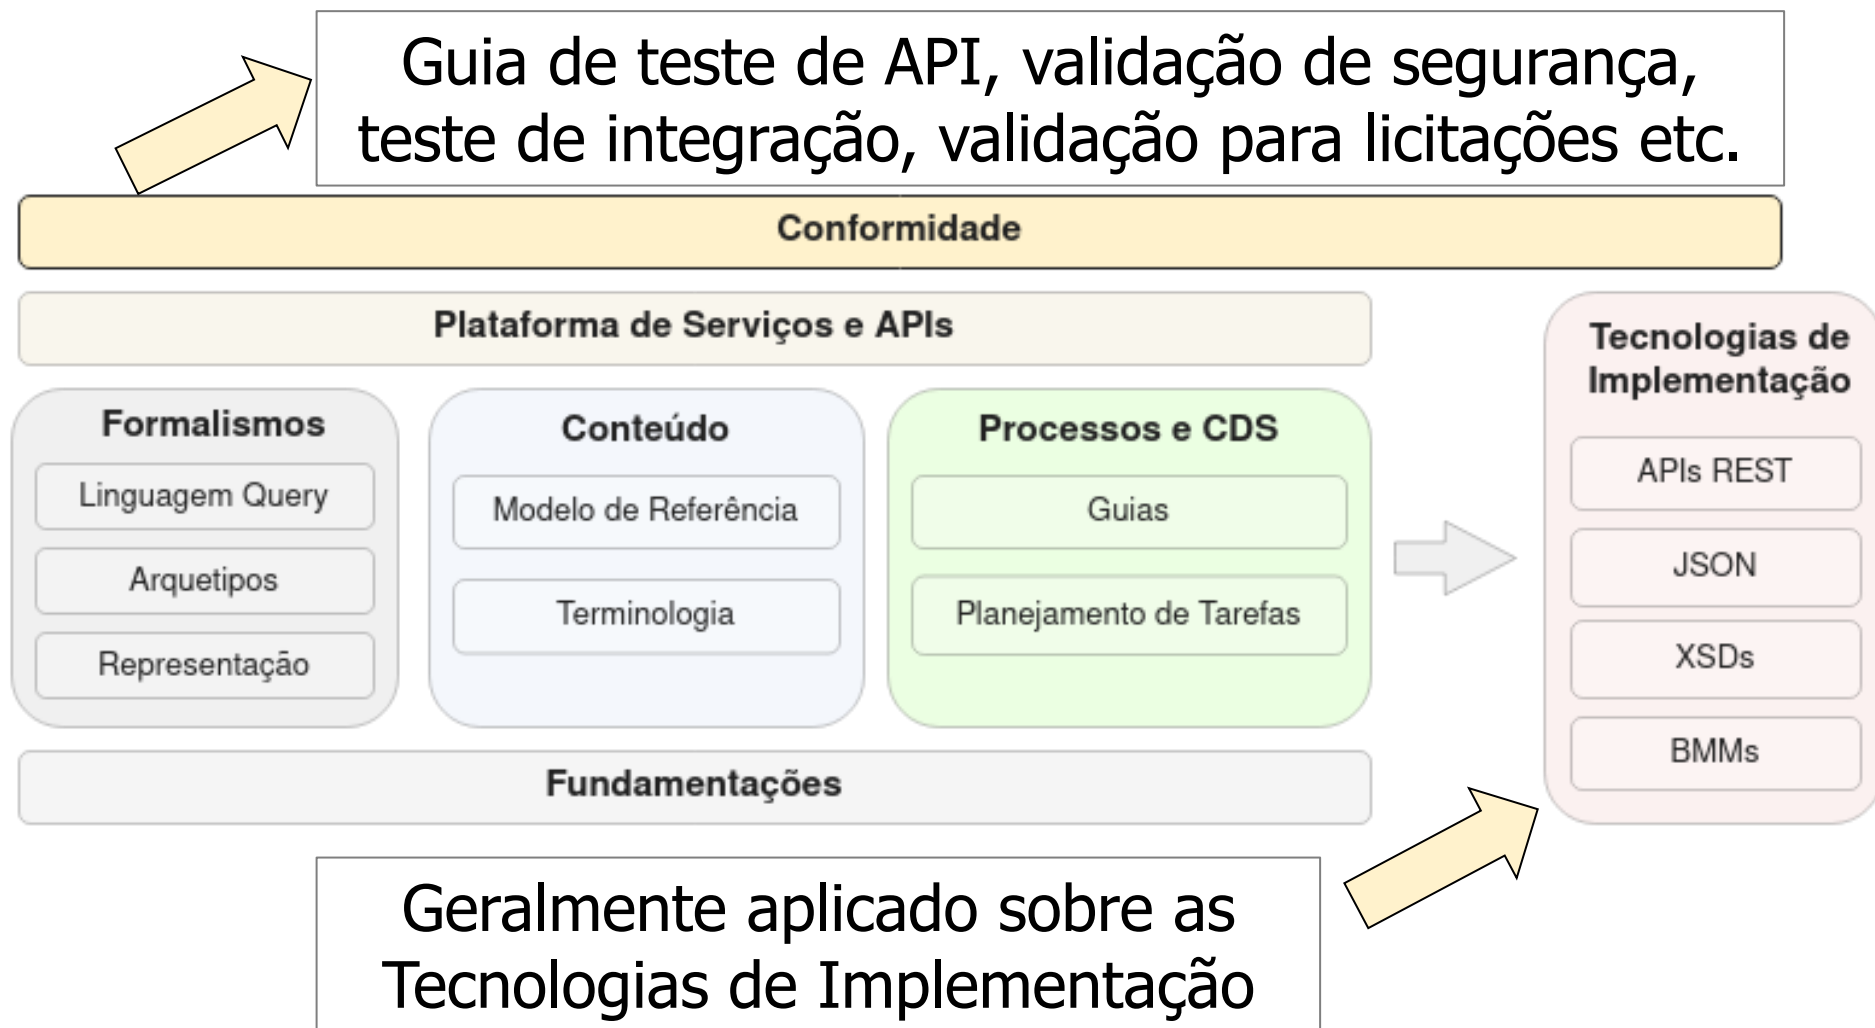 Guia de teste de API, validação de segurança,
teste de integração, validação para licitações etc.
Conformidade
Plataforma de Serviços e APIs
Formalismos
Linguagem Query
Arquetipos
Representação
Conteúdo
Modelo de Referência
Terminologia
Processos e CDS
Guias
Planejamento de Tarefas
Tecnologias de
Implementação
APIs REST
JSON
XSDs
BMMs
Fundamentações
Geralmente aplicado sobre as
Tecnologias de Implementação